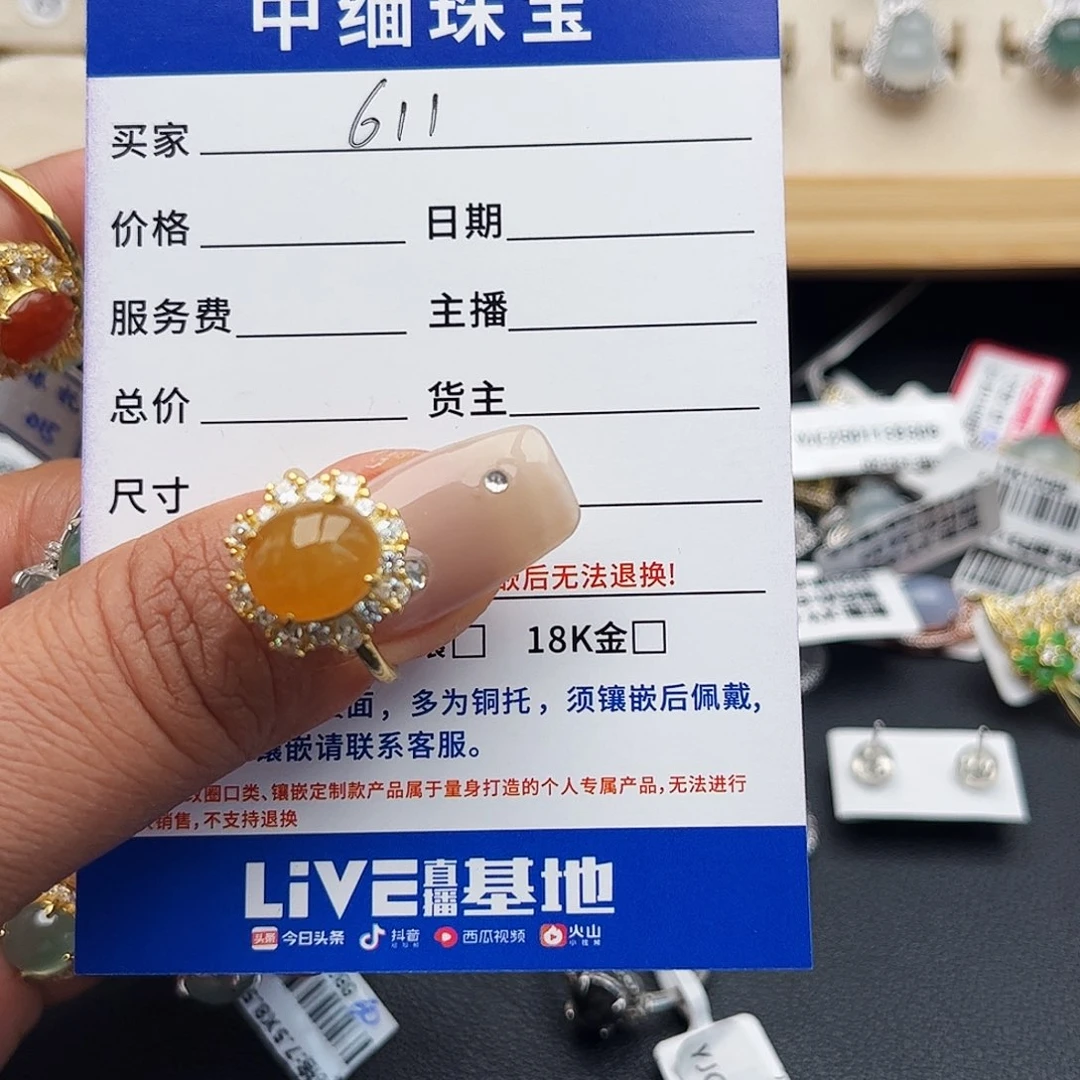 中缅珠宝
买家 611
价格 日期
服务费 主播
总价 货主
尺寸
后无法退换!
18K金
面，多为铜托，须镶嵌后佩戴,
镶嵌请联系客服。
圈口类、镶嵌定制款产品属于量身打造的个人专属产品,无法进行
销售,不支持退换
LiVE直播基地
头条 今日头条 抖音 西瓜视频 火山